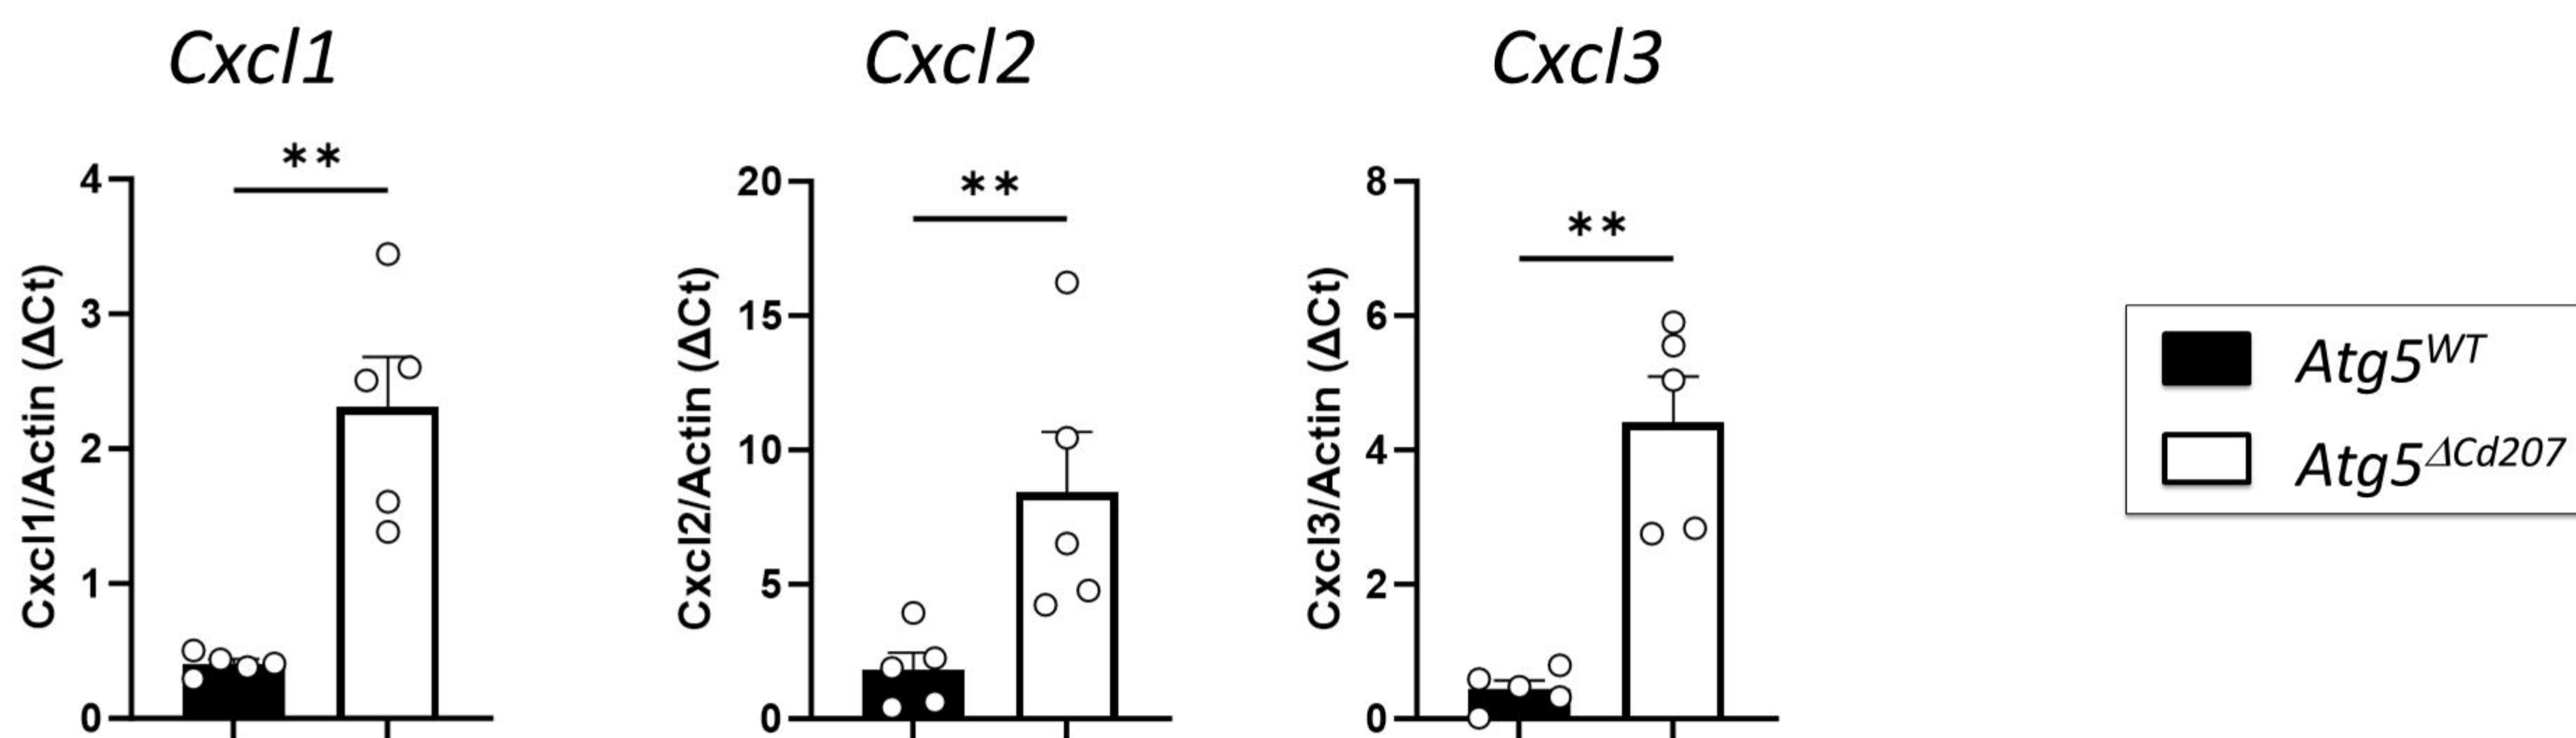 Cxcl1
**
4
3
2
1
0
Cxcl1/Actin (ΔCt)
Cxcl2
**
20
15
10
5
0
Cxcl2/Actin (ΔCt)
Cxcl3
**
8
6
4
2
0
Cxcl3/Actin (ΔCt)
Atg5^WT
Atg5^ΔCd207